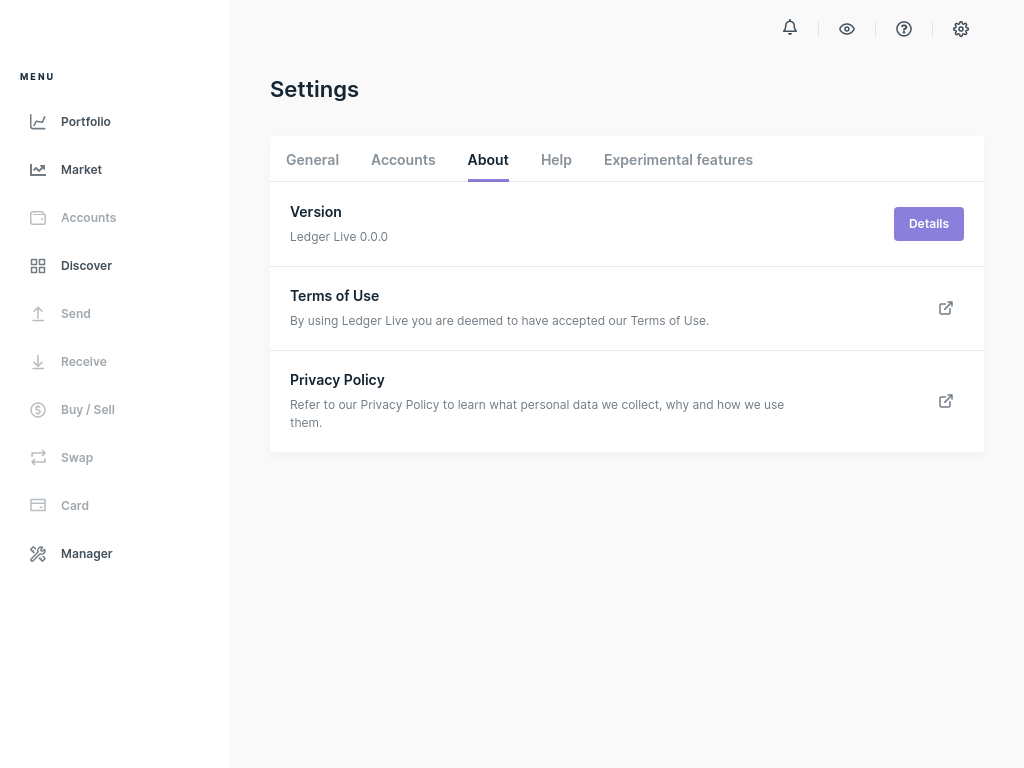 MENU
Portfolio
Market
Accounts
Discover
Send
Receive
Buy / Sell
Swap
Card
Manager
Settings
General Accounts About Help Experimental features
Version
Ledger Live 0.0.0
Details
Terms of Use
By using Ledger Live you are deemed to have accepted our Terms of Use.
Privacy Policy
Refer to our Privacy Policy to learn what personal data we collect, why and how we use
them.